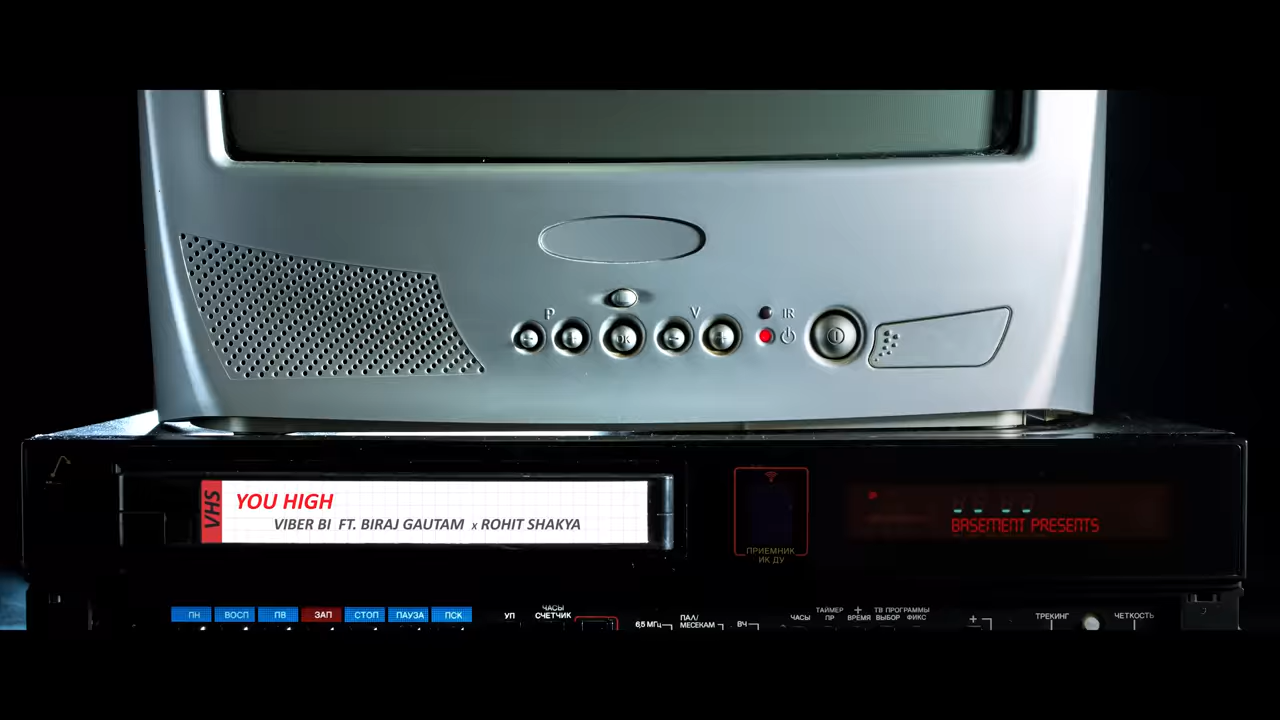 P V IR
OK
VHS
YOU HIGH
VIBER BI FT. BIRAJ GAUTAM x ROHIT SHAKYA
BASEMENT PRESENTS
ПРИЕМНИК
ИК ДУ
ПН ВОСП ПВ ЗАП СТОП ПАУЗА ПСК
УП
ЧАСЫ
СЧЕТЧИК
6,5 МГц
ПАЛ/
МЕСЕКАМ
ВЧ
ЧАСЫ
ТАЙМЕР
ПР
+
ВРЕМЯ
ТВ ПРОГРАММЫ
ВЫБОР ФИКС
+
ТРЕКИНГ
ЧЕТКОСТЬ